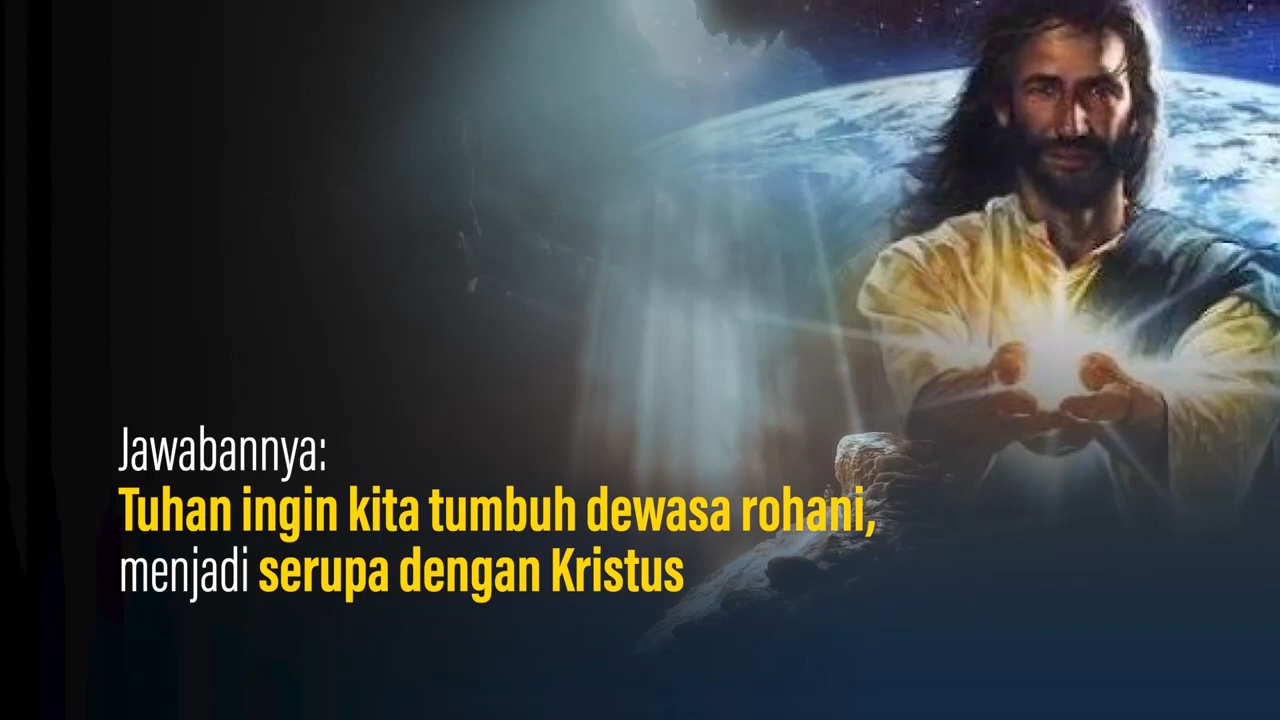 Jawabannya:
Tuhan ingin kita tumbuh dewasa rohani,
menjadi serupa dengan Kristus